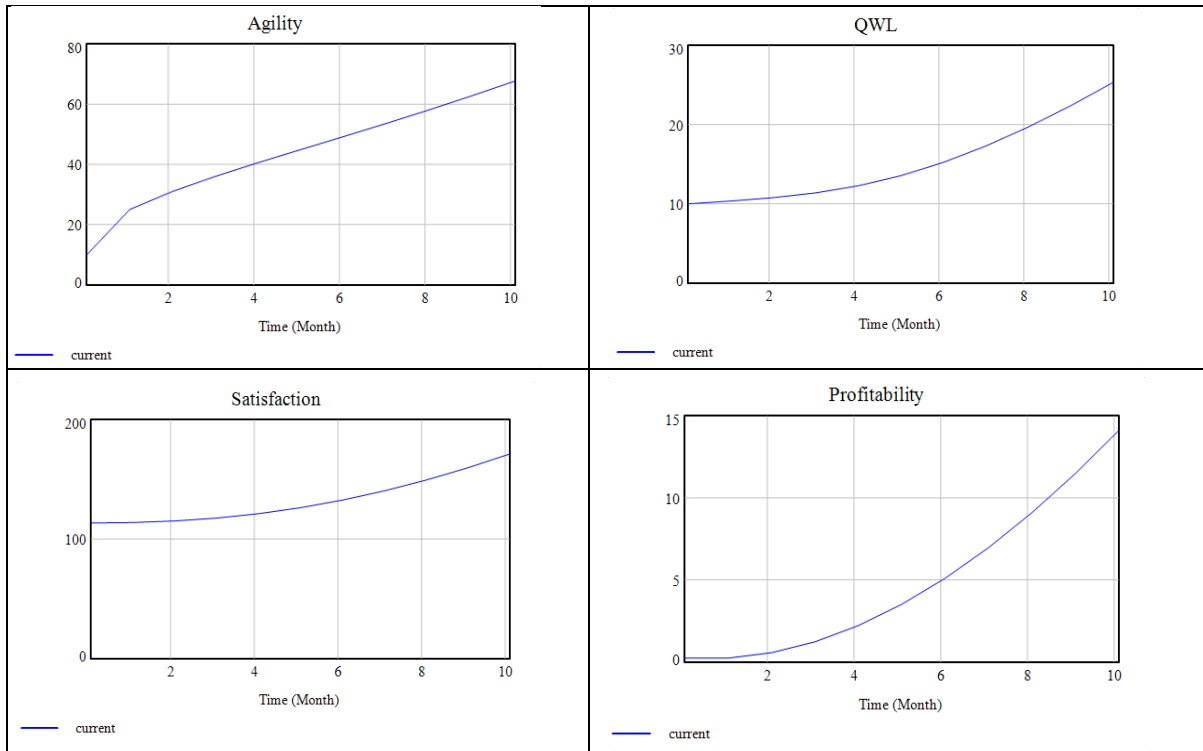 Agility
80
60
40
20
0
2 4 6 8 10
Time (Month)
current
QWL
30
20
10
0
2 4 6 8 10
Time (Month)
current
Satisfaction
200
100
0
2 4 6 8 10
Time (Month)
current
Profitability
15
10
5
0
2 4 6 8 10
Time (Month)
current